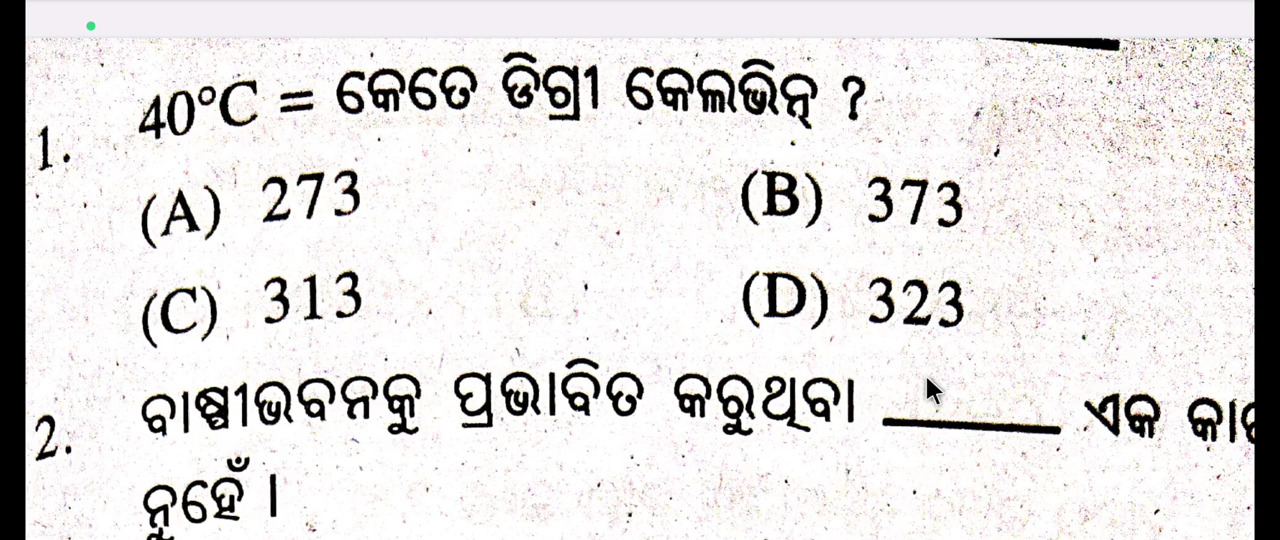 1. 40°C = କେତେ ଡିଗ୍ରୀ କେଲଭିନ୍ ?
(A) 273 (B) 373
(C) 313 (D) 323
2. ବାଷ୍ପୀଭବନକୁ ପ୍ରଭାବିତ କରୁଥିବା ______ ଏକ
ନୁହେଁ ।